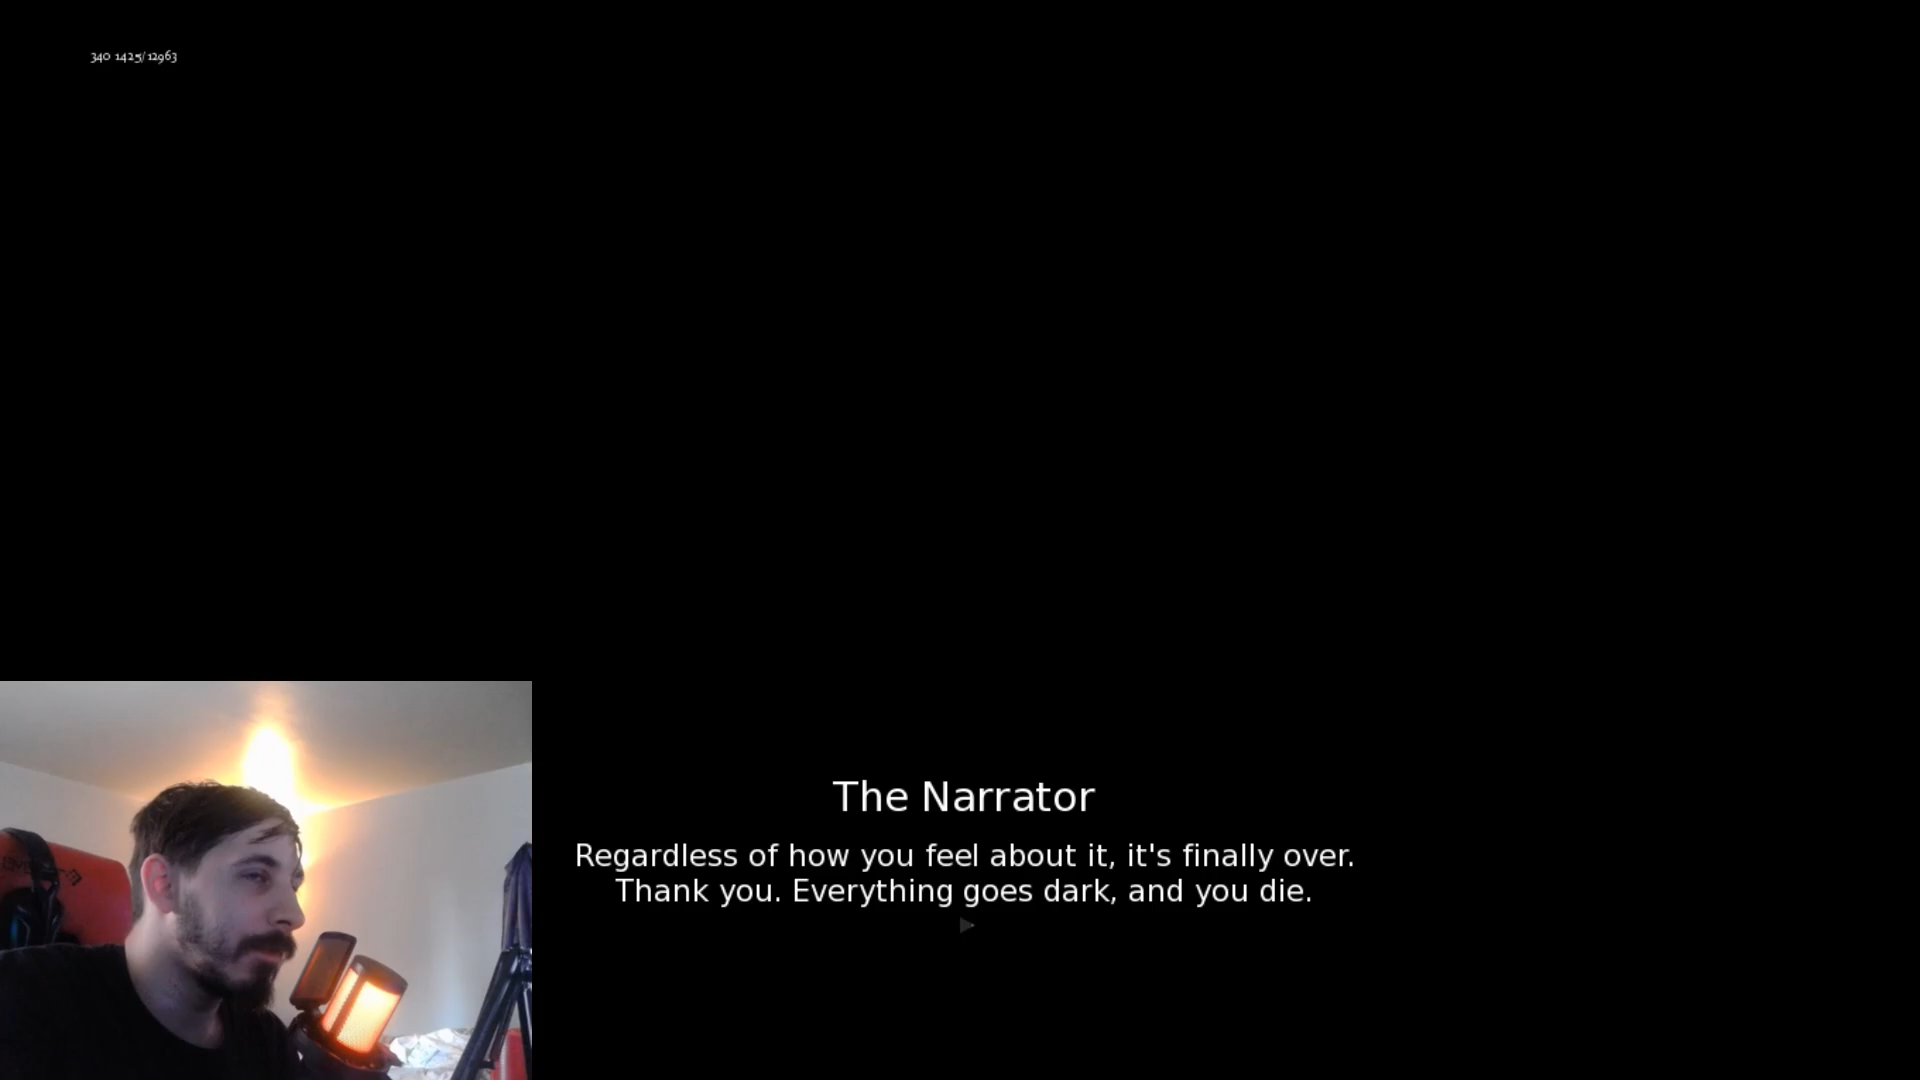 340 1425/12963
The Narrator
Regardless of how you feel about it, it's finally over.
Thank you. Everything goes dark, and you die.